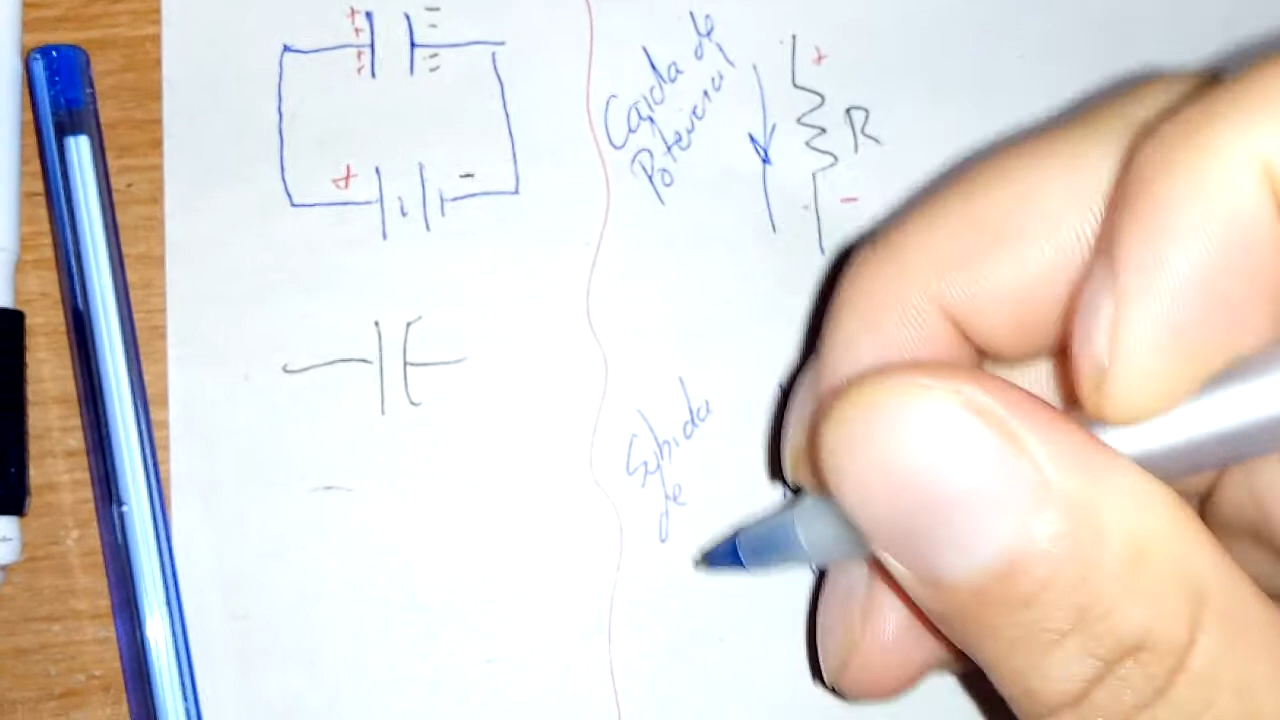 Caida de
Potencial
+
R
-
Subida
de
+ + + +
- - - -
+ -